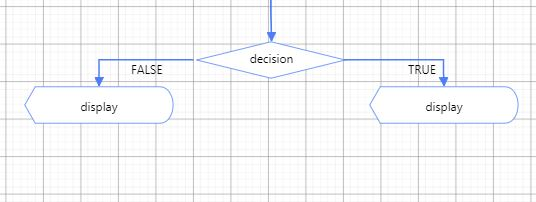 decision
FALSE
TRUE
display
display